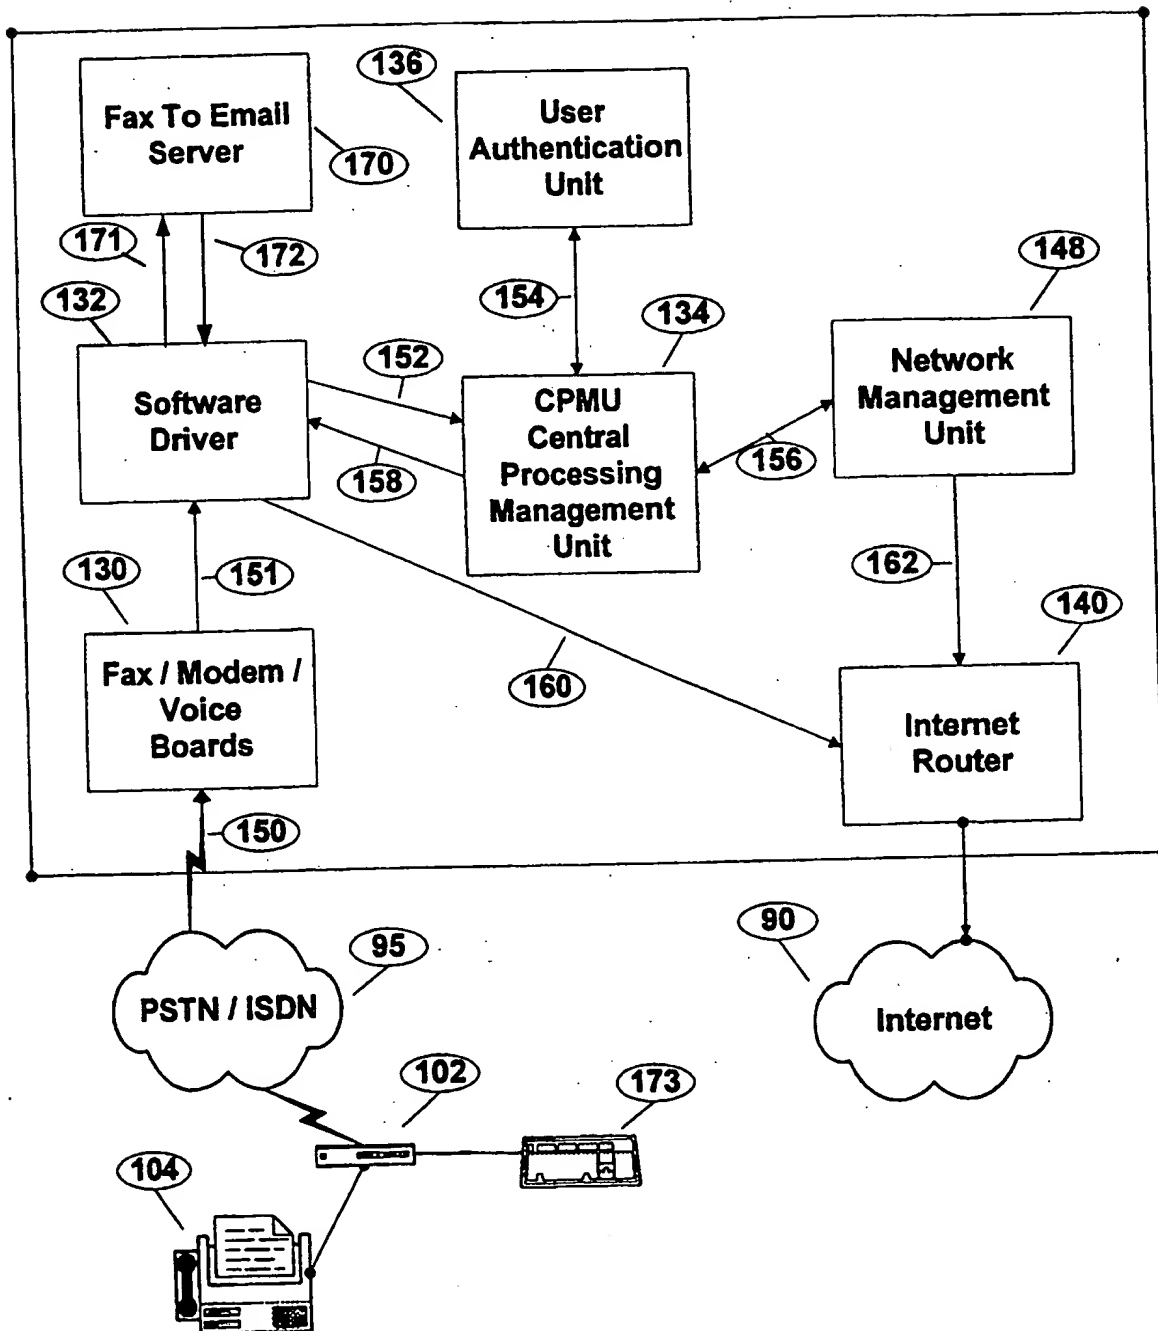 136
Fax To Email
Server
170
User
Authentication
Unit
171
172
148
132
154
134
152
Software
Driver
158
CPMU
Central
Processing
Management
Unit
156
Network
Management
Unit
130
151
162
140
Fax / Modem /
Voice
Boards
160
Internet
Router
150
95
90
PSTN / ISDN
Internet
102
173
104